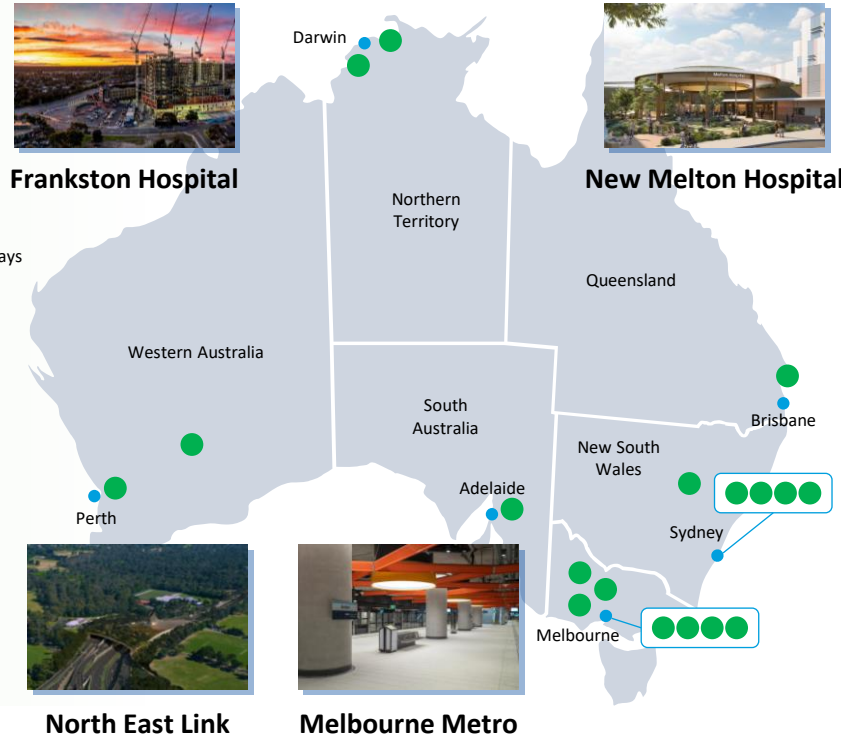 Darwin
Frankston Hospital
New Melton Hospital
Northern
Territory
ays
Queensland
Western Australia
South
Australia
Brisbane
New South
Wales
Adelaide
Perth
Sydney
Melbourne
North East Link
Melbourne Metro